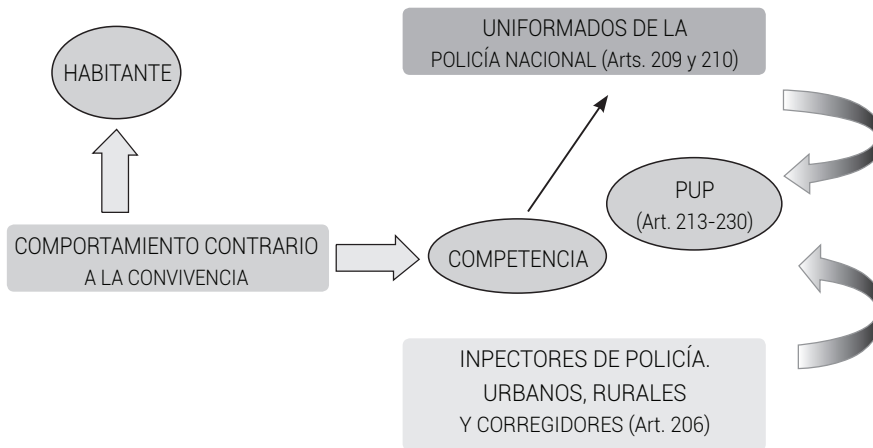 UNIFORMADOS DE LA
POLICÍA NACIONAL (Arts. 209 y 210)
HABITANTE
PUP
(Art. 213-230)
COMPORTAMIENTO CONTRARIO
A LA CONVIVENCIA
COMPETENCIA
INPECTORES DE POLICÍA.
URBANOS, RURALES
Y CORREGIDORES (Art. 206)